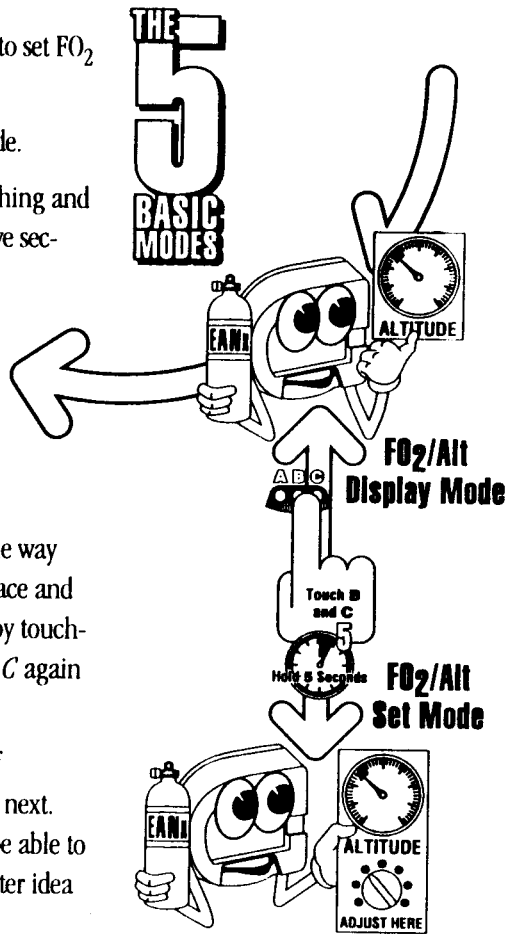 to set FO₂
de.
hing and
ve sec-
THE
5
BASIC
MODES
EANx
ALTITUDE
FO2/Alt
Display Mode
A B C
e way
ace and
by touch-
C again
next.
e able to
ter idea
Touch B
and C
5
Hold 5 Seconds
FO2/Alt
Set Mode
EANx
ALTITUDE
ADJUST HERE